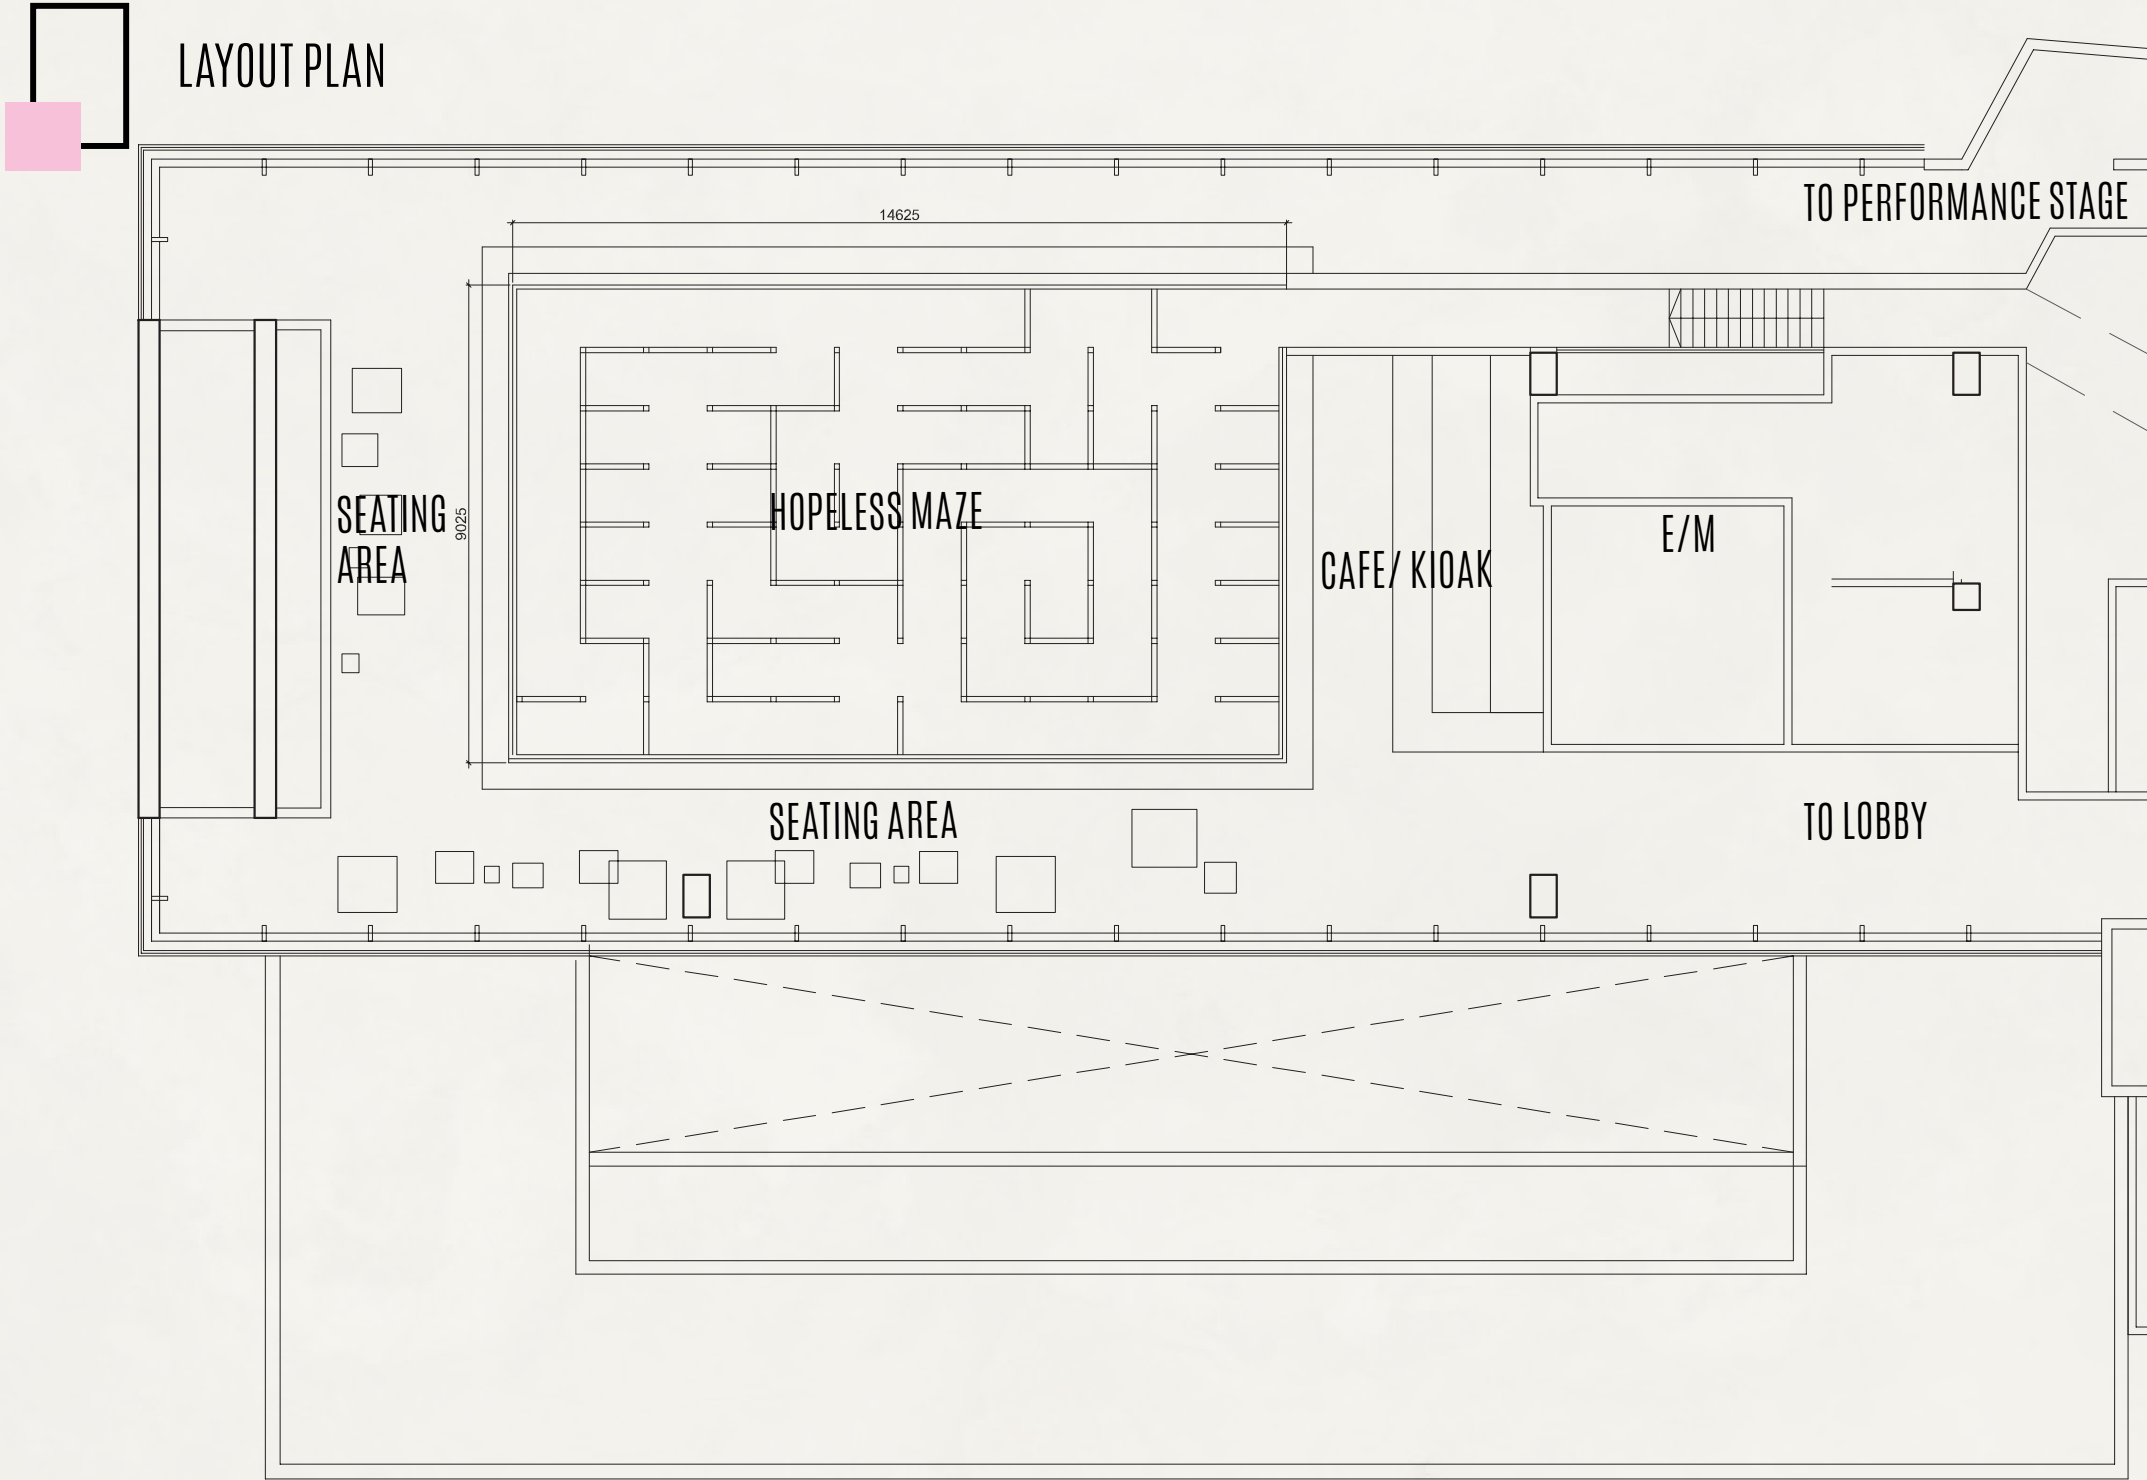 LAYOUT PLAN
TO PERFORMANCE STAGE
14625
9025
SEATING
AREA
HOPELESS MAZE
CAFE/ KIOAK
E/M
SEATING AREA
TO LOBBY